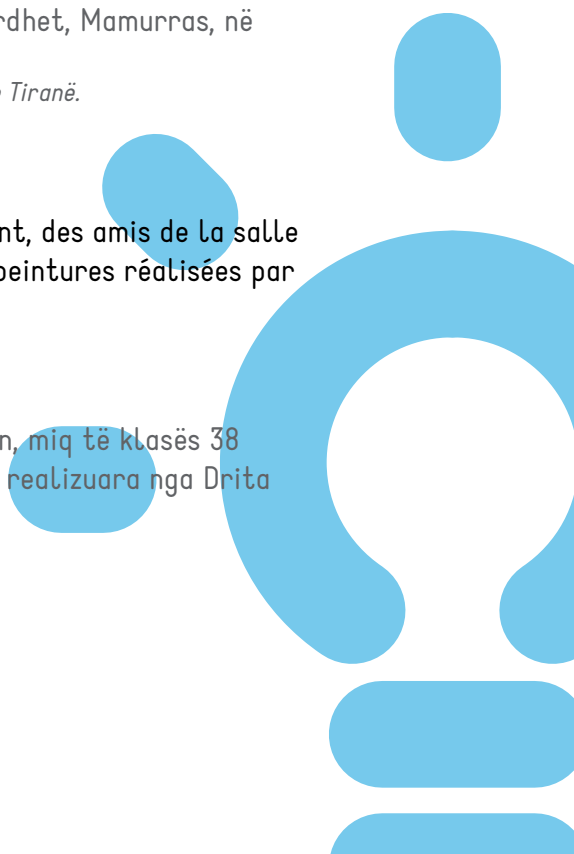 rdhet, Mamurras, në
Tiranë.
nt, des amis de la salle
peintures réalisées par
n, miq të klasës 38
realizuara nga Drita